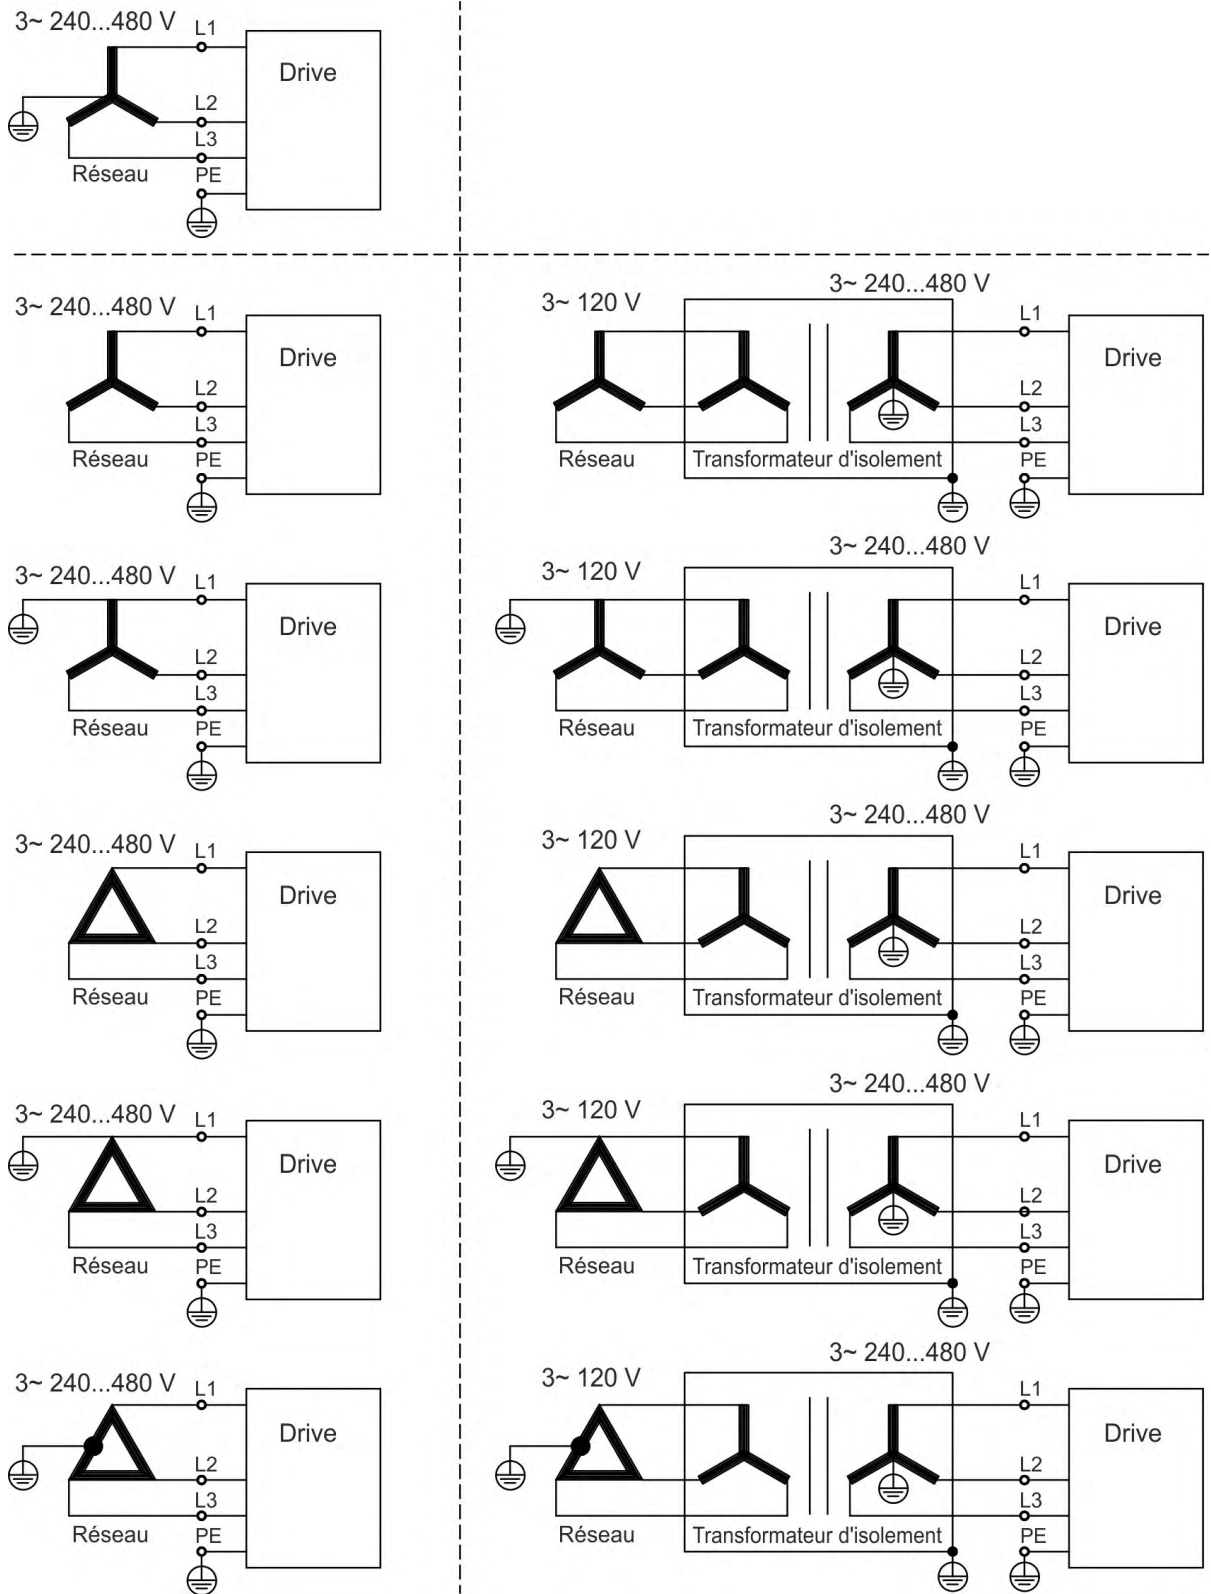 3~ 240...480 V
L1
Drive
L2
L3
Réseau
PE
3~ 240...480 V
L1
Drive
L2
L3
Réseau
PE
3~ 120 V
3~ 240...480 V
L1
Drive
L2
L3
Réseau
Transformateur d'isolement
PE
3~ 240...480 V
L1
Drive
L2
L3
Réseau
PE
3~ 120 V
3~ 240...480 V
L1
Drive
L2
L3
Réseau
Transformateur d'isolement
PE
3~ 240...480 V
L1
Drive
L2
L3
Réseau
PE
3~ 120 V
3~ 240...480 V
L1
Drive
L2
L3
Réseau
Transformateur d'isolement
PE
3~ 240...480 V
L1
Drive
L2
L3
Réseau
PE
3~ 120 V
3~ 240...480 V
L1
Drive
L2
L3
Réseau
Transformateur d'isolement
PE
3~ 240...480 V
L1
Drive
L2
L3
Réseau
PE
3~ 120 V
3~ 240...480 V
L1
Drive
L2
L3
Réseau
Transformateur d'isolement
PE